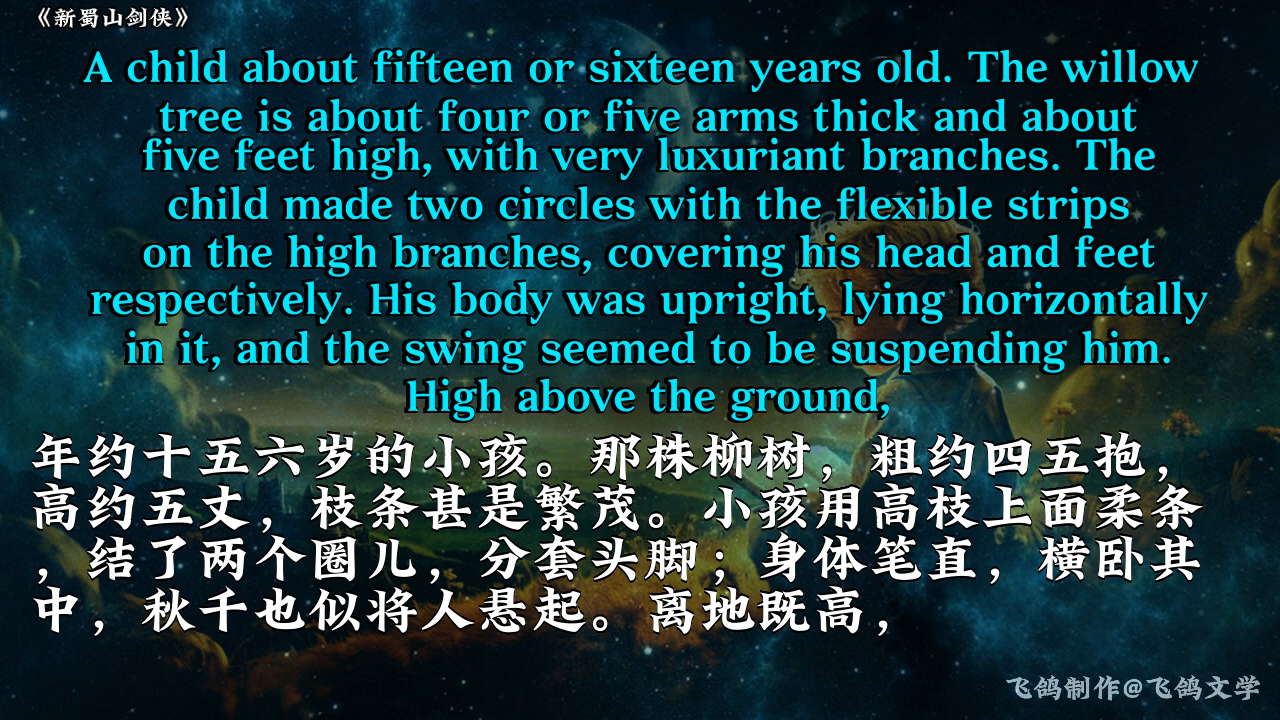 《新蜀山剑侠》
A child about fifteen or sixteen years old. The willow
tree is about four or five arms thick and about
five feet high, with very luxuriant branches. The
child made two circles with the flexible strips
on the high branches, covering his head and feet
respectively. His body was upright, lying horizontally
in it, and the swing seemed to be suspending him.
High above the ground,
年约十五六岁的小孩。那株柳树，粗约四五抱，
高约五丈，枝条甚是繁茂。小孩用高枝上面柔条
，结了两个圈儿，分套头脚；身体笔直，横卧其
中，秋千也似将人悬起。离地既高，
飞鸽制作@飞鸽文学